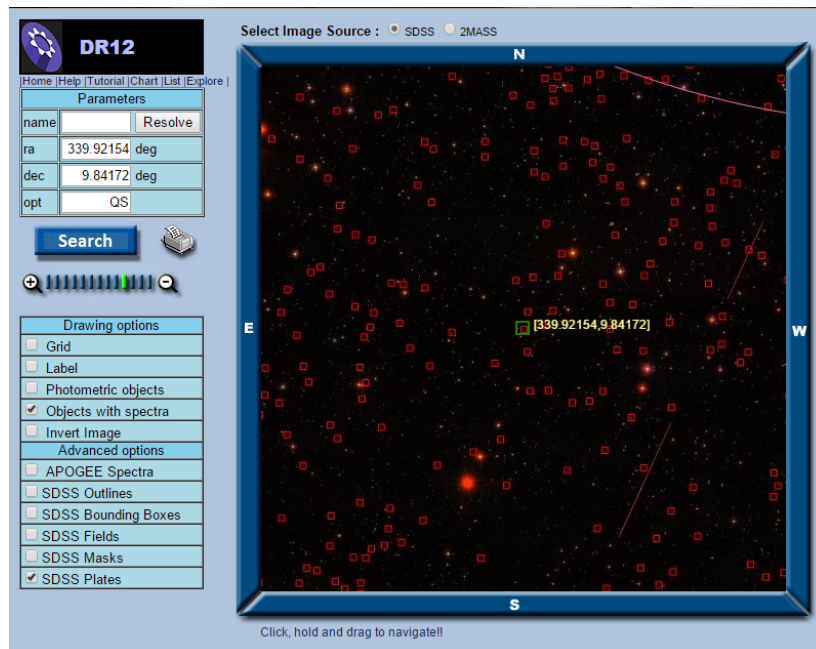 DR12
|Home |Help |Tutorial |Chart |List |Explore |
Parameters
name Resolve
ra 339.92154 deg
dec 9.84172 deg
opt QS
Search
Drawing options
Grid
Label
Photometric objects
Objects with spectra
Invert Image
Advanced options
APOGEE Spectra
SDSS Outlines
SDSS Bounding Boxes
SDSS Fields
SDSS Masks
SDSS Plates
Select Image Source : SDSS 2MASS
N
E
[339.92154,9.84172]
W
S
Click, hold and drag to navigate!!